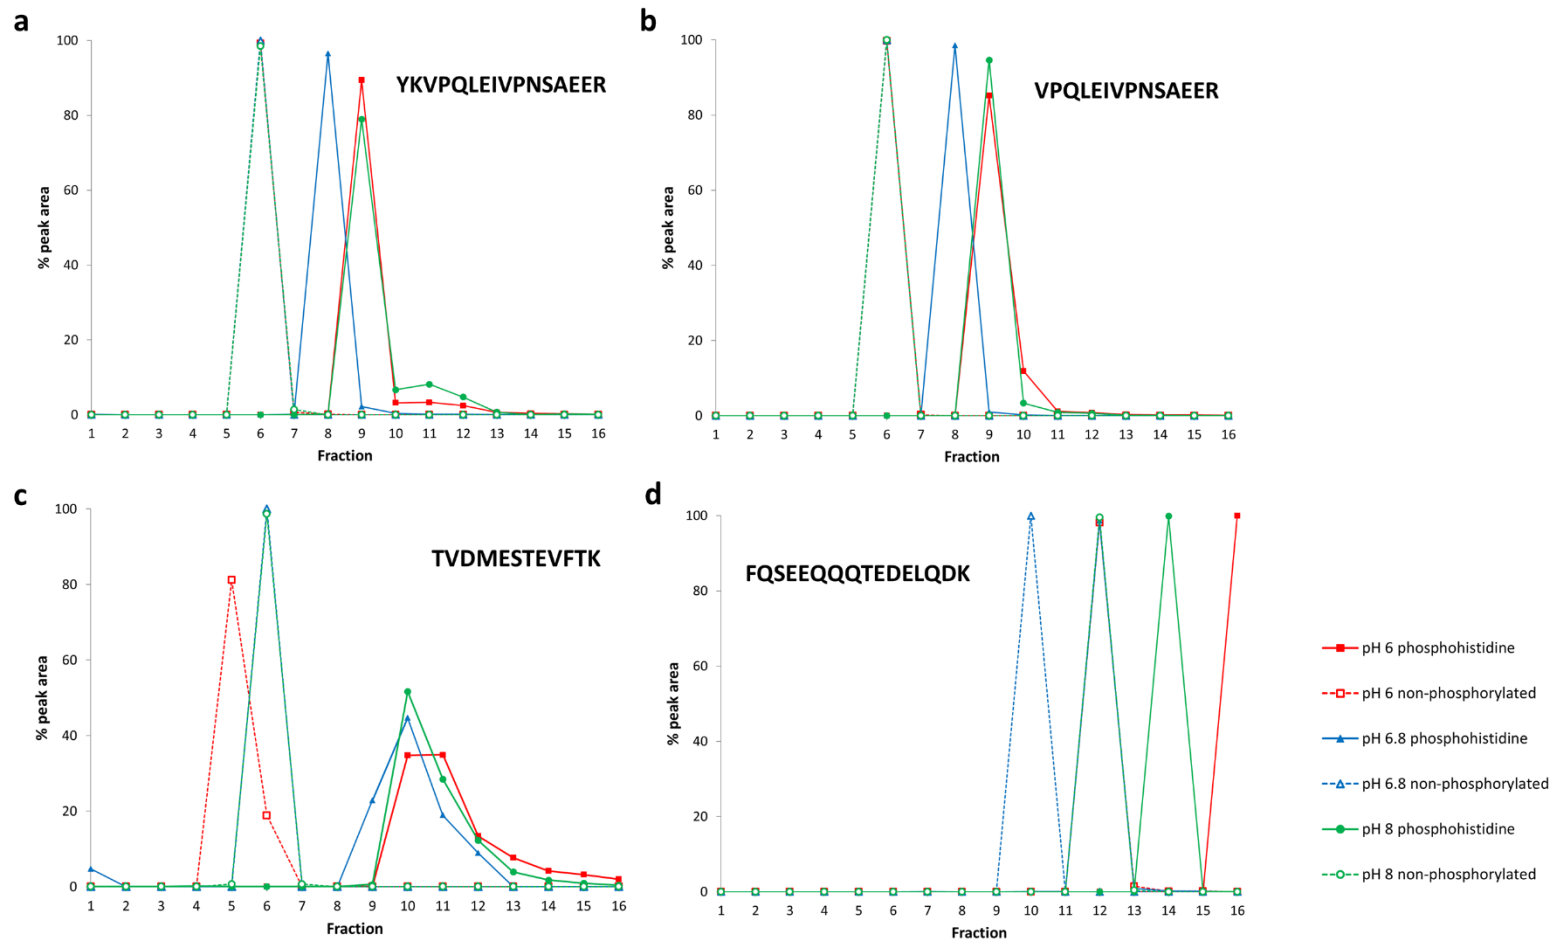 a
YKVPQLEIVPNSAEER
% peak area
100
80
60
40
20
0
1 2 3 4 5 6 7 8 9 10 11 12 13 14 15 16
Fraction
b
VPQLEIVPNSAEER
% peak area
100
80
60
40
20
0
1 2 3 4 5 6 7 8 9 10 11 12 13 14 15 16
Fraction
c
TVDMESTEVFTK
% peak area
100
80
60
40
20
0
1 2 3 4 5 6 7 8 9 10 11 12 13 14 15 16
Fraction
d
FQSEEQQQTEDELQDK
% peak area
100
80
60
40
20
0
1 2 3 4 5 6 7 8 9 10 11 12 13 14 15 16
Fraction
pH 6 phosphohistidine
pH 6 non-phosphorylated
pH 6.8 phosphohistidine
pH 6.8 non-phosphorylated
pH 8 phosphohistidine
pH 8 non-phosphorylated